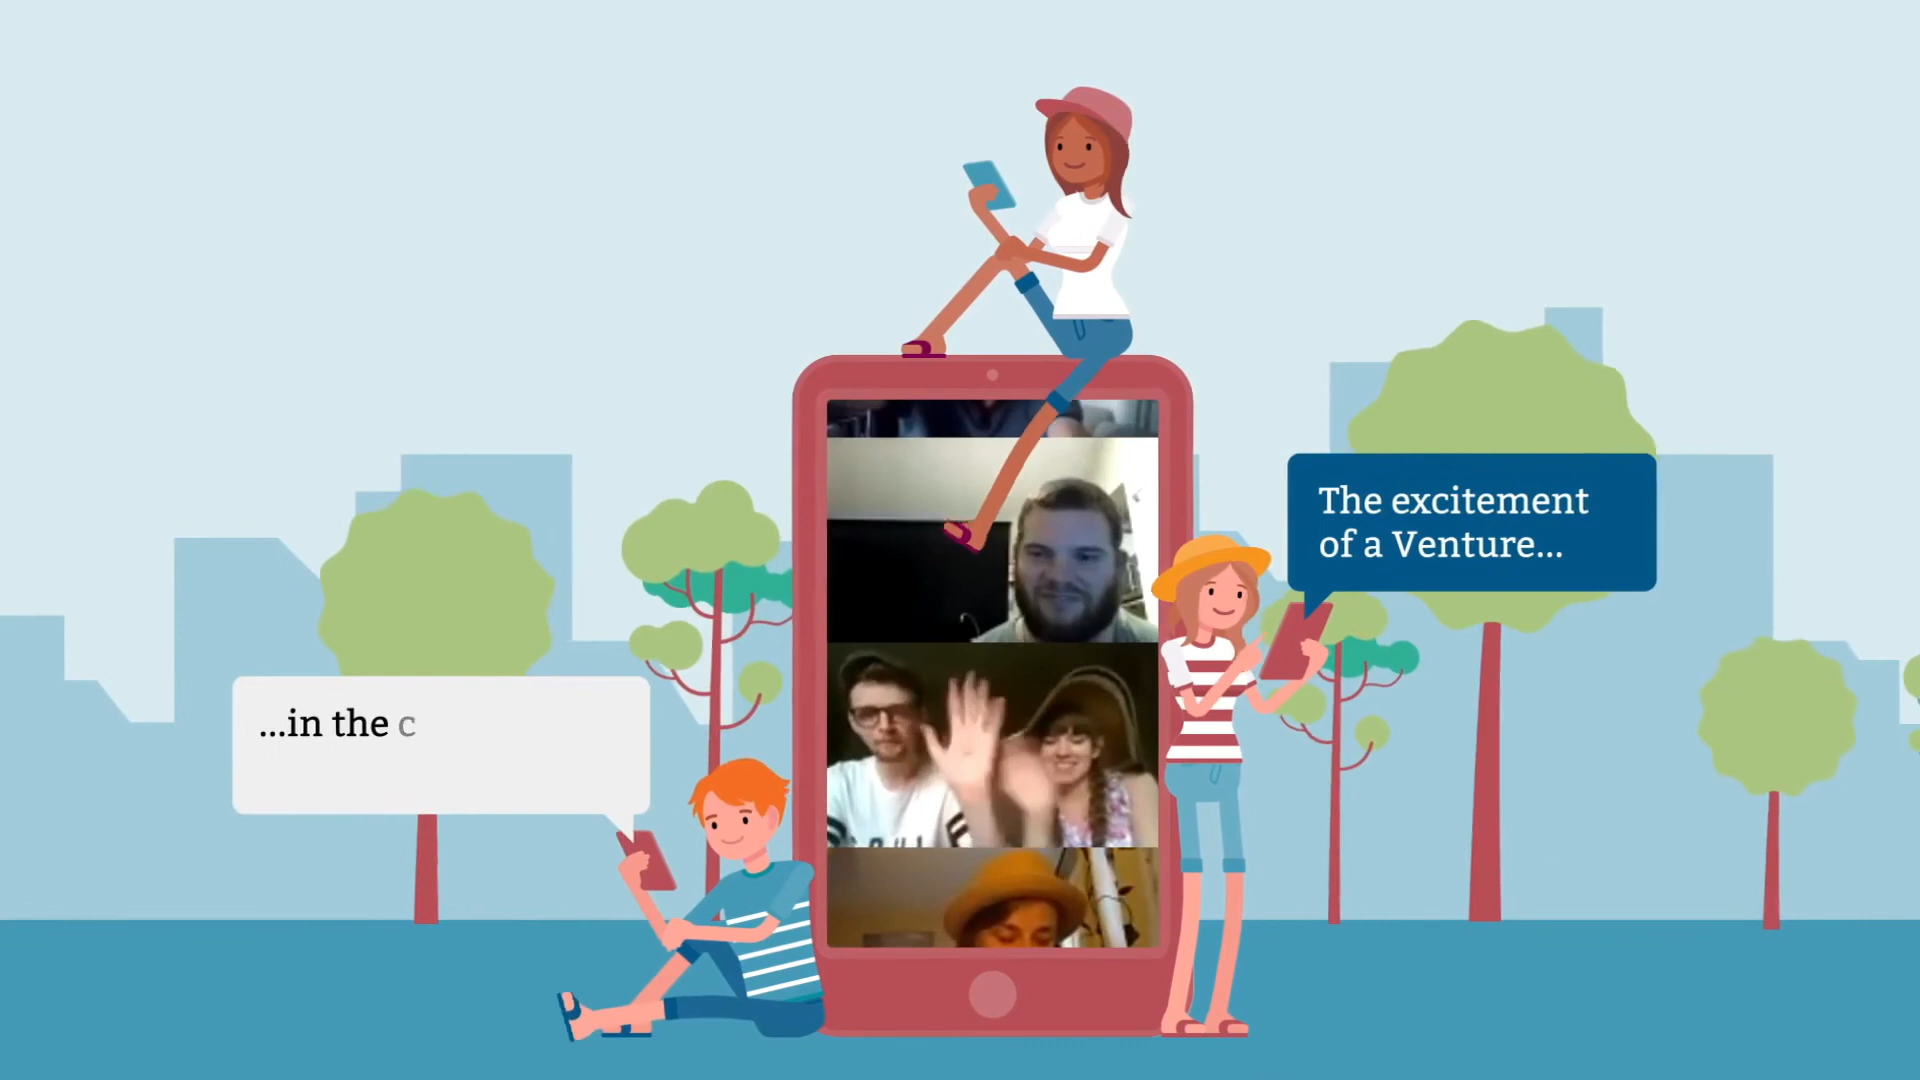 The excitement
of a Venture...
...in the c